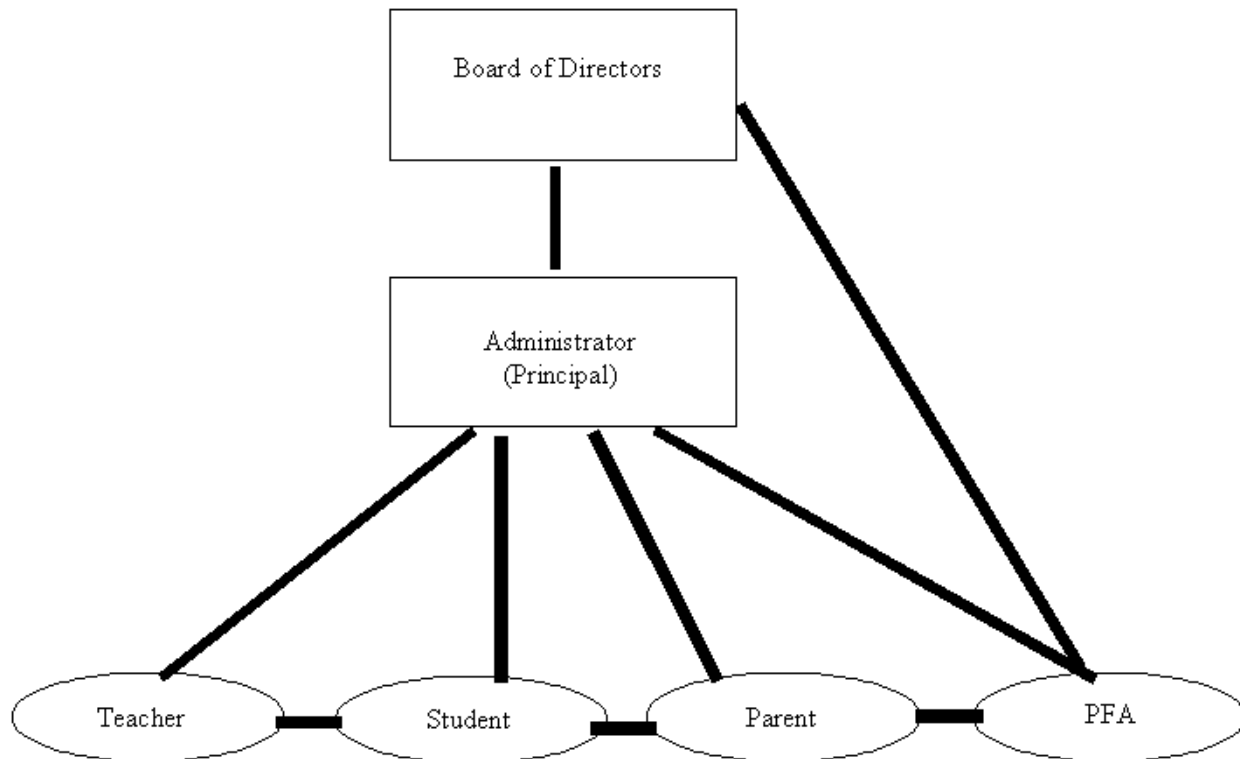 Board of Directors
Administrator
(Principal)
Teacher
Student
Parent
PFA